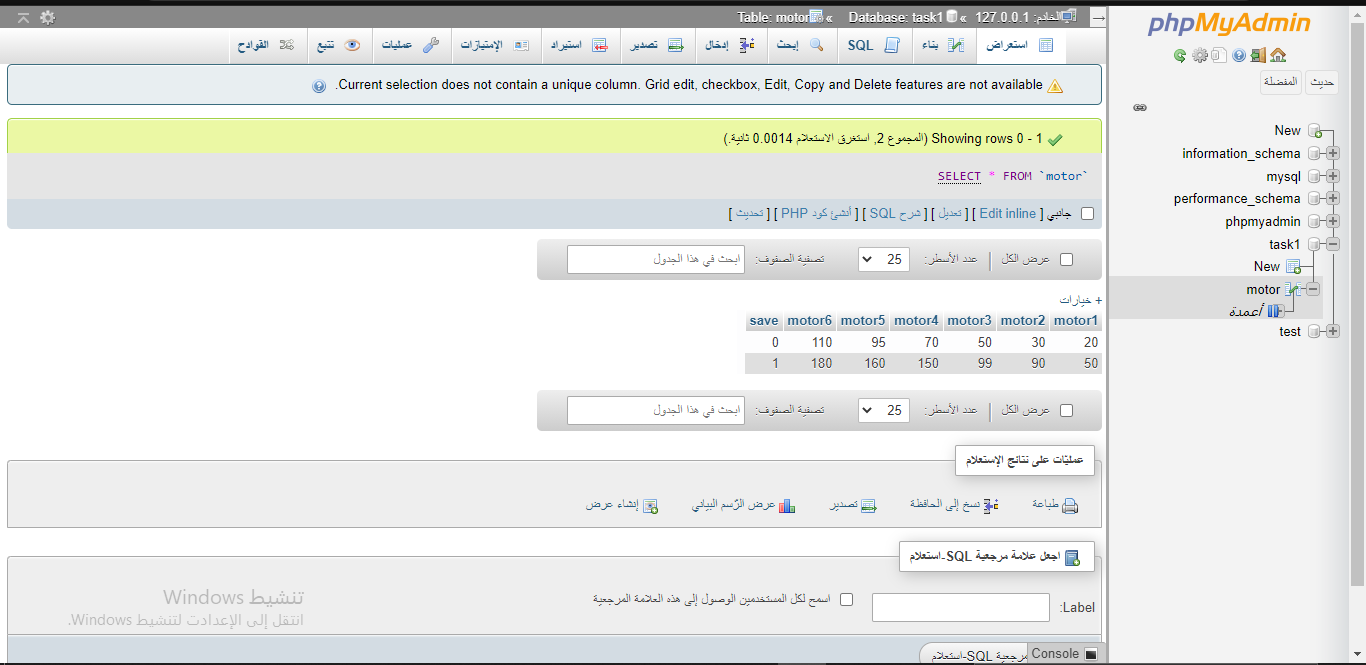 الخادم: 127.0.0.1 » Database: task1 » Table: motor
استعراض
بناء
SQL
إبحث
إدخال
تصدير
استيراد
الإمتيازات
عمليات
تتبع
القوادح
Current selection does not contain a unique column. Grid edit, checkbox, Edit, Copy and Delete features are not available.
Showing rows 0 - 1 (المجموع 2, استغرق الاستعلام 0.0014 ثانية.)
SELECT * FROM `motor`
جانبي [ Edit inline ] [ تعديل ] [ شرح SQL ] [ أنشئ كود PHP ] [ تحديث ]
عرض الكل
عدد الأسطر: 25
تصفية الصفوف: ابحث في هذا الجدول
+ خيارات
motor1 motor2 motor3 motor4 motor5 motor6 save
20 30 50 70 95 110 0
50 90 99 150 160 180 1
عرض الكل
عدد الأسطر: 25
تصفية الصفوف: ابحث في هذا الجدول
عمليّات على نتائج الإستعلام
طباعة
نسخ إلى الحافظة
تصدير
عرض الرّسم البياني
إنشاء عرض
اجعل علامة مرجعية SQL-استعلام
Label:
اسمح لكل المستخدمين الوصول إلى هذه العلامة المرجعية
مرجعية SQL-استعلام
Console
تنشيط Windows
انتقل إلى الإعدادات لتنشيط Windows.
phpMyAdmin
حديث
المفضلة
New
information_schema
mysql
performance_schema
phpmyadmin
task1
New
motor
أعمدة
test